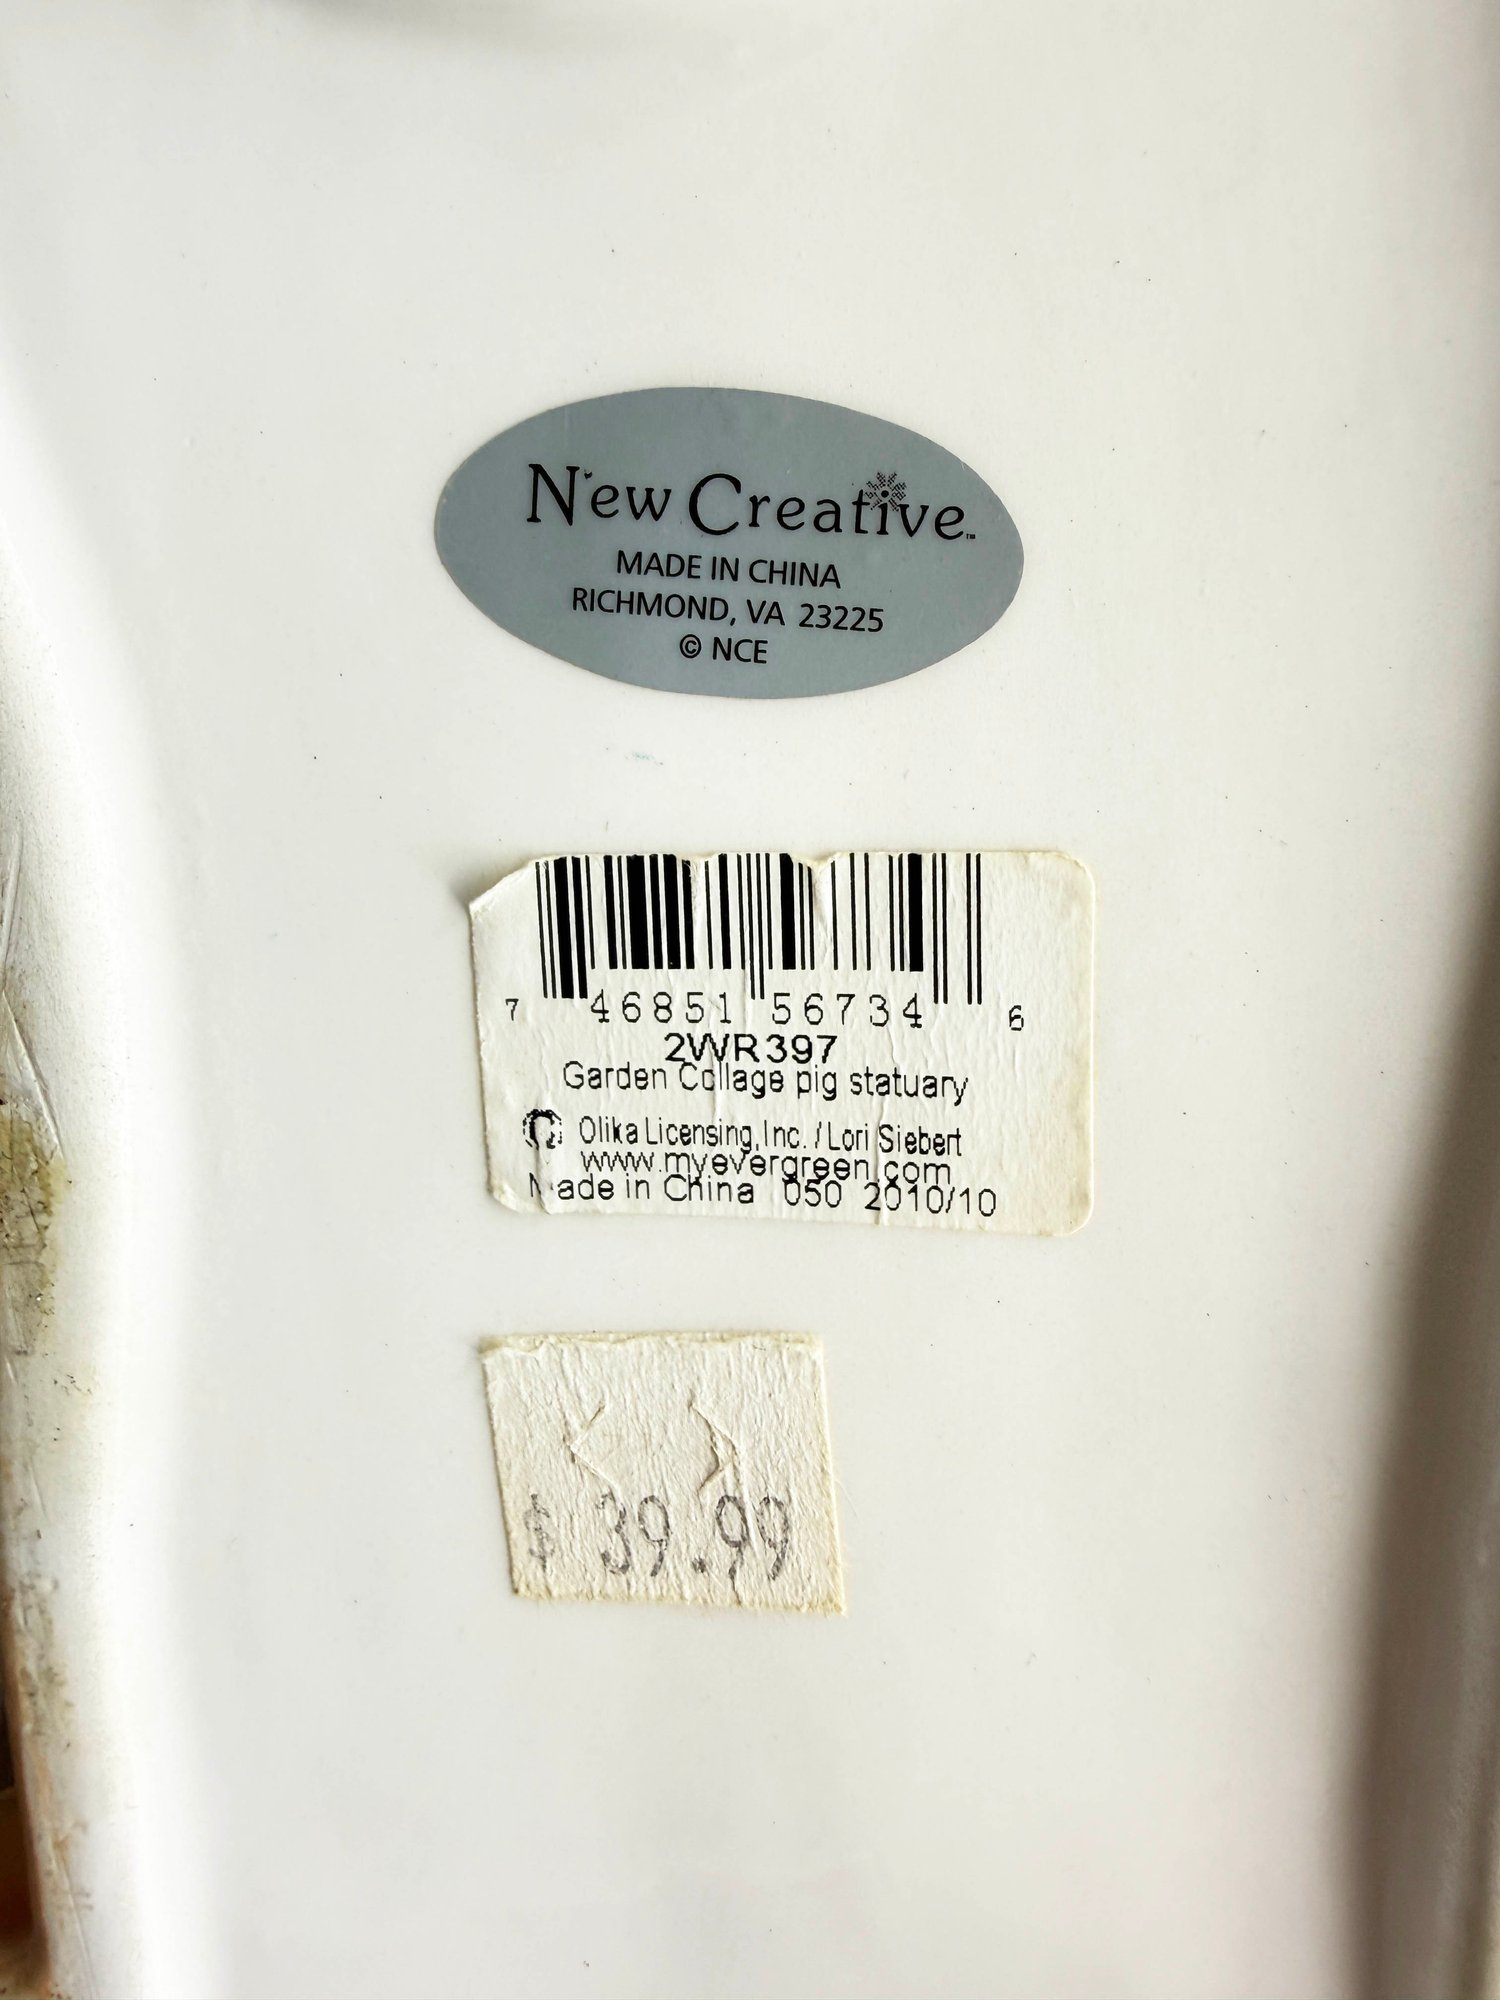 New Creative™
MADE IN CHINA
RICHMOND, VA 23225
© NCE
7 46851 56734 6
2WR397
Garden Collage pig statuary
© Olika Licensing, Inc. / Lori Siebert
www.myevergreen.com
Made in China 050 2010/10
$ 39.99